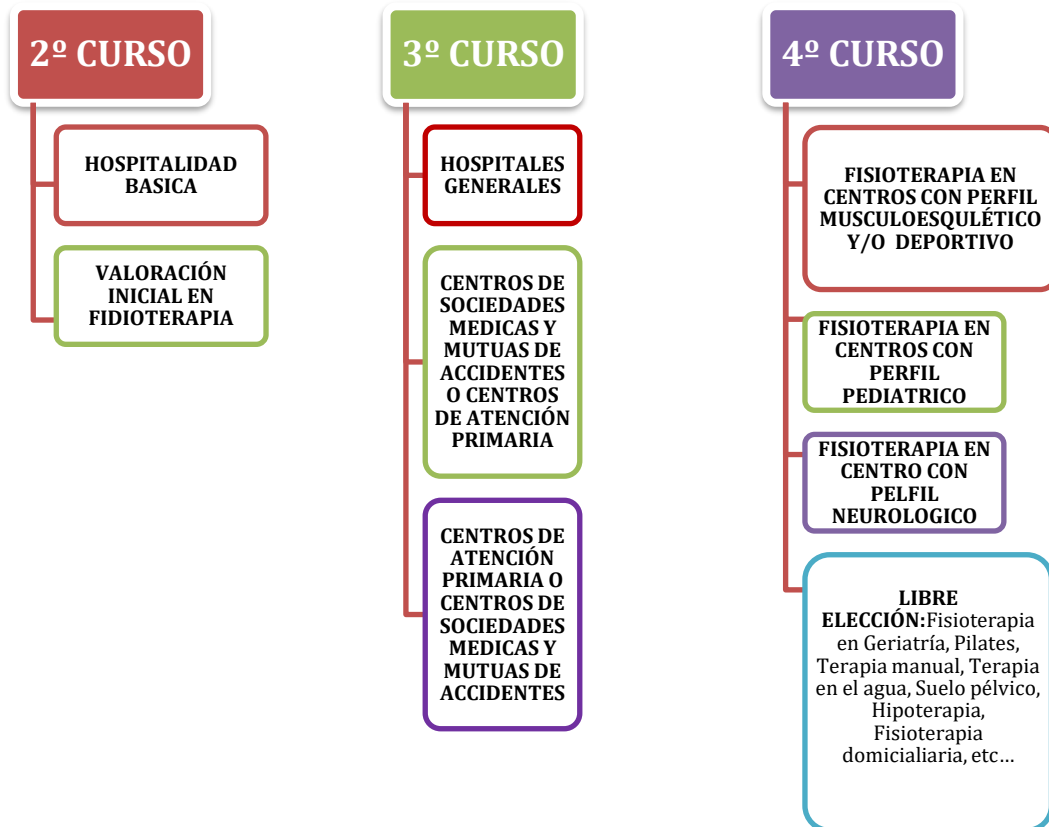 2º CURSO
HOSPITALIDAD
BASICA
VALORACIÓN
INICIAL EN
FIDIOTERAPIA
3º CURSO
HOSPITALES
GENERALES
CENTROS DE
SOCIEDADES
MEDICAS Y
MUTUAS DE
ACCIDENTES
O CENTROS
DE ATENCIÓN
PRIMARIA
CENTROS DE
ATENCIÓN
PRIMARIA O
CENTROS DE
SOCIEDADES
MEDICAS Y
MUTUAS DE
ACCIDENTES
4º CURSO
FISIOTERAPIA EN
CENTROS CON PERFIL
MUSCULOESQULÉTICO
Y/O DEPORTIVO
FISIOTERAPIA EN
CENTROS CON
PERFIL
PEDIATRICO
FISIOTERAPIA EN
CENTRO CON
PELFIL
NEUROLOGICO
LIBRE
ELECCIÓN:Fisioterapia
en Geriatría, Pilates,
Terapia manual, Terapia
en el agua, Suelo pélvico,
Hipoterapia,
Fisioterapia
domicialiaria, etc...